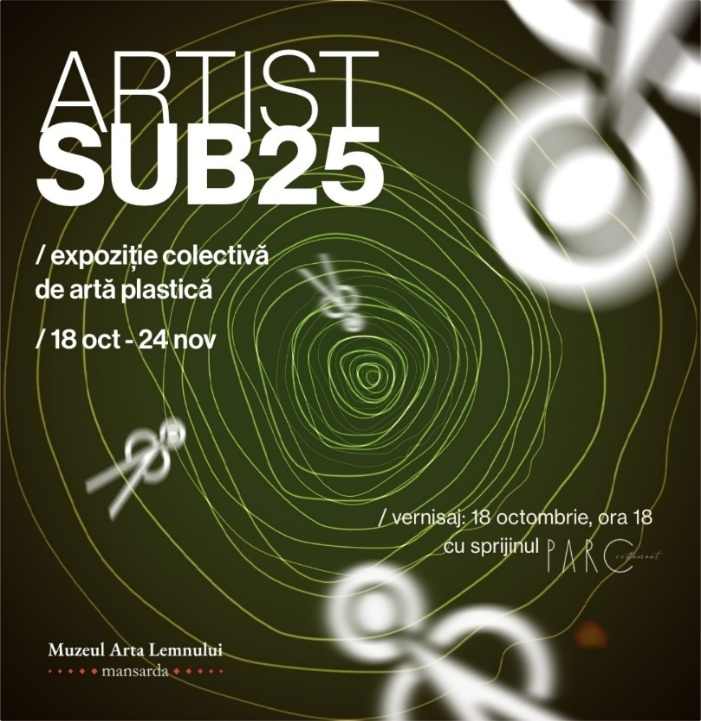 ARTIST
SUB25
/ expoziție colectivă
de artă plastică
/ 18 oct - 24 nov
/ vernisaj: 18 octombrie, ora 18
cu sprijinul PARC
Muzeul Arta Lemnului
mansarda